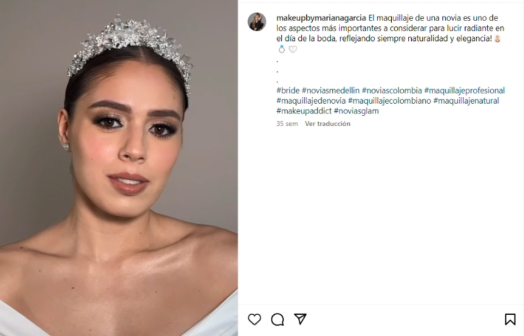 makeupbymarianagarcia El maquillaje de una novia es uno de
los aspectos más importantes a considerar para lucir radiante en
el día de la boda, reflejando siempre naturalidad y elegancia!👰🏻
💍🤍
.
.
.
#bride #noviasmedellin #noviascolombia #maquillajeprofesional
#maquillajedenovia #maquillajecolombiano #maquillajenatural
#makeupaddict #noviasglam
35 sem Ver traducción